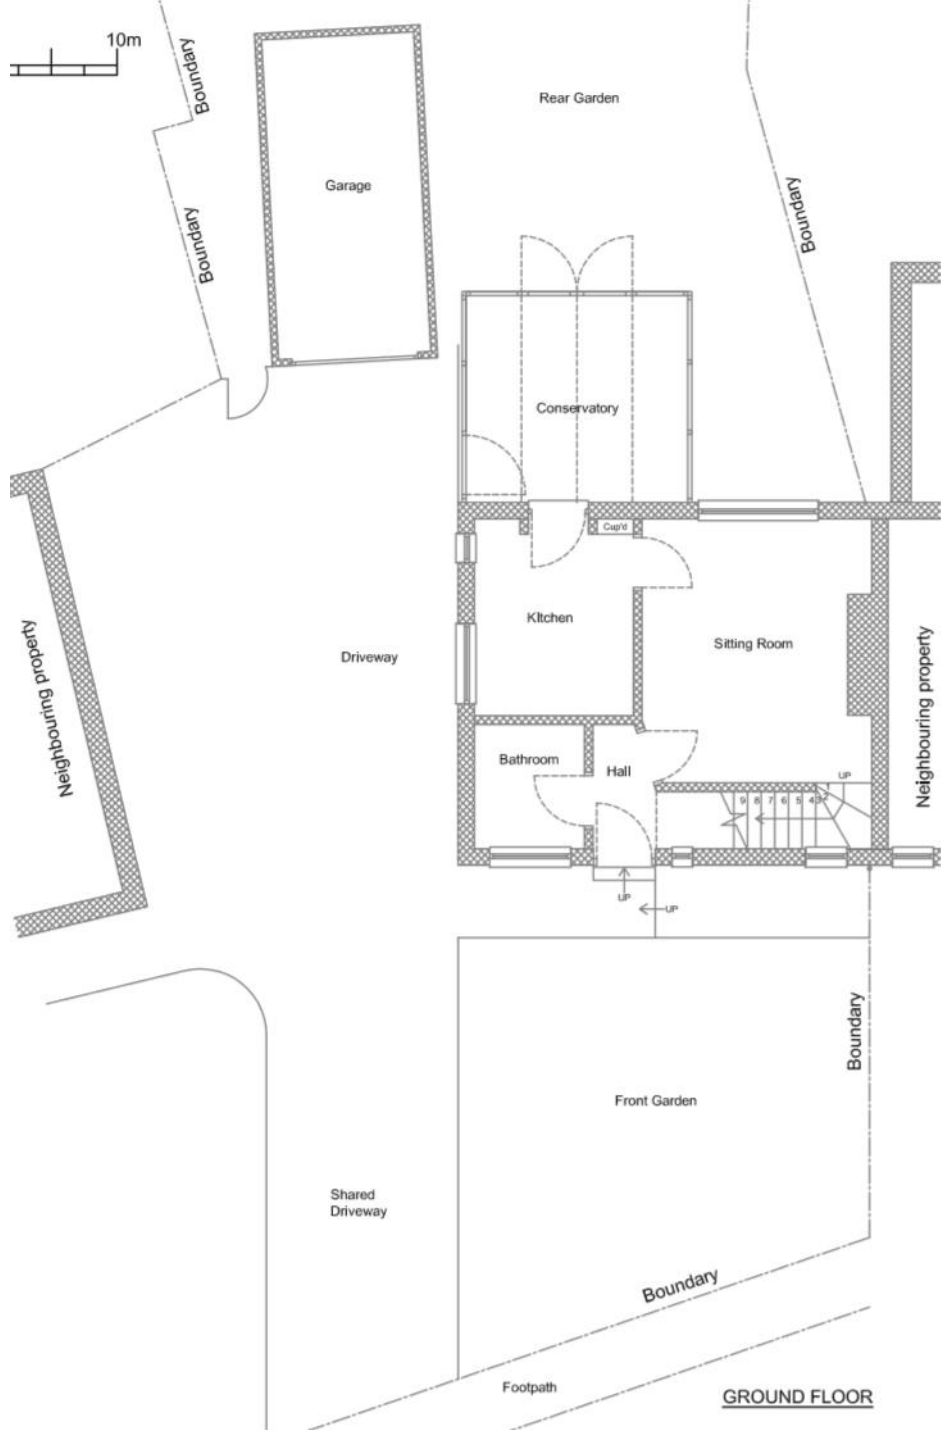 10m
Boundary
Rear Garden
Garage
Boundary
Boundary
Conservatory
Cup'd
KItchen
Sitting Room
Driveway
Neighbouring property
Neighbouring property
Bathroom
Hall
UP
9 8 7 6 5 4 3 2 1
UP
UP
Boundary
Front Garden
Shared
Driveway
Boundary
Footpath
GROUND FLOOR